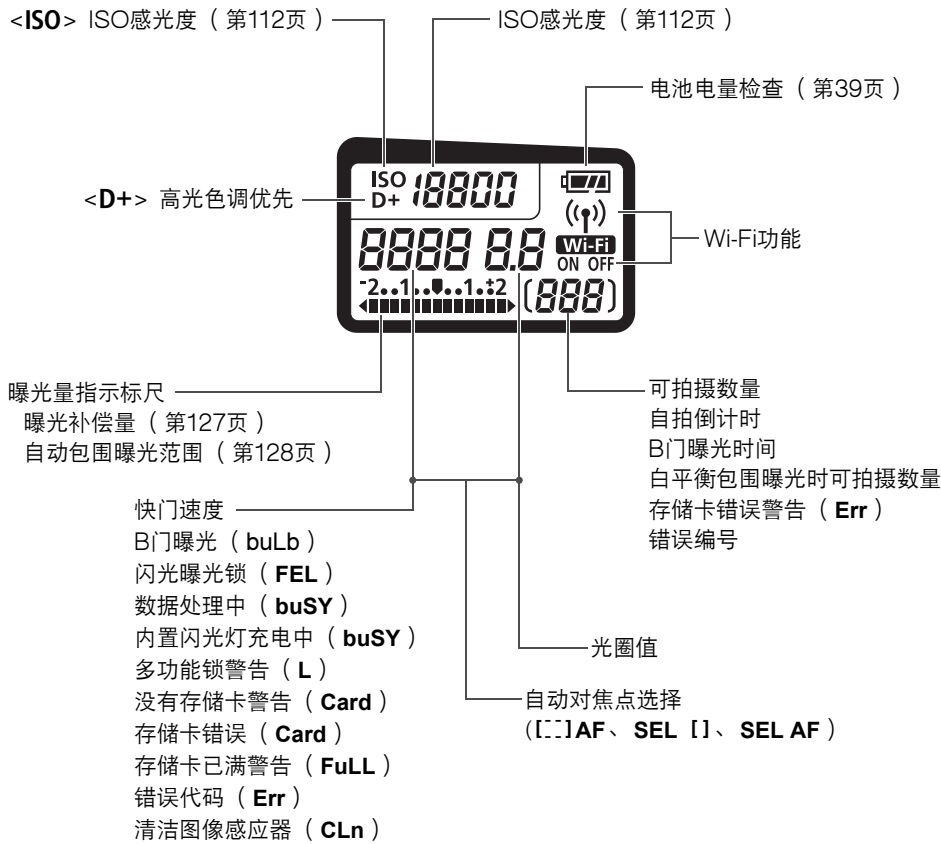 <ISO> ISO感光度（第112页）
ISO感光度（第112页）
电池电量检查（第39页）
<D+> 高光色调优先
Wi-Fi功能
ISO
D+
18800
Wi-Fi
ON OFF
8888 8.8
-2..1....1.+2
(888)
曝光量指示标尺
曝光补偿量（第127页）
自动包围曝光范围（第128页）
可拍摄数量
自拍倒计时
B门曝光时间
白平衡包围曝光时可拍摄数量
存储卡错误警告（Err）
错误编号
快门速度
B门曝光（buLb）
闪光曝光锁（FEL）
数据处理中（buSY）
内置闪光灯充电中（buSY）
多功能锁警告（L）
没有存储卡警告（Card）
存储卡错误（Card）
存储卡已满警告（FuLL）
错误代码（Err）
清洁图像感应器（CLn）
光圈值
自动对焦点选择
([ ] AF、SEL [ ]、SEL AF）